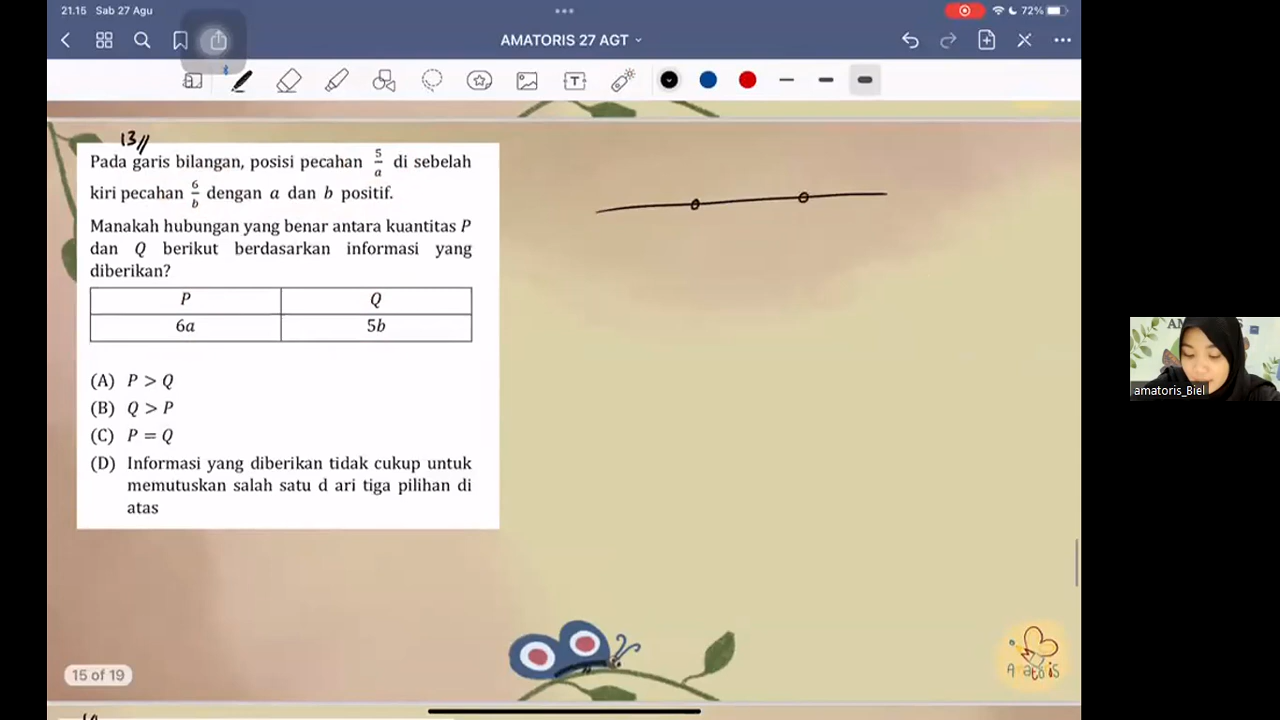 21.15 Sab 27 Agu
72%
AMATORIS 27 AGT
T
13//
Pada garis bilangan, posisi pecahan 5/a di sebelah
kiri pecahan 6/b dengan a dan b positif.
Manakah hubungan yang benar antara kuantitas P
dan Q berikut berdasarkan informasi yang
diberikan?
P Q
6a 5b
(A) P > Q
(B) Q > P
(C) P = Q
(D) Informasi yang diberikan tidak cukup untuk
memutuskan salah satu d ari tiga pilihan di
atas
15 of 19
Amatoris
amatoris_Biel